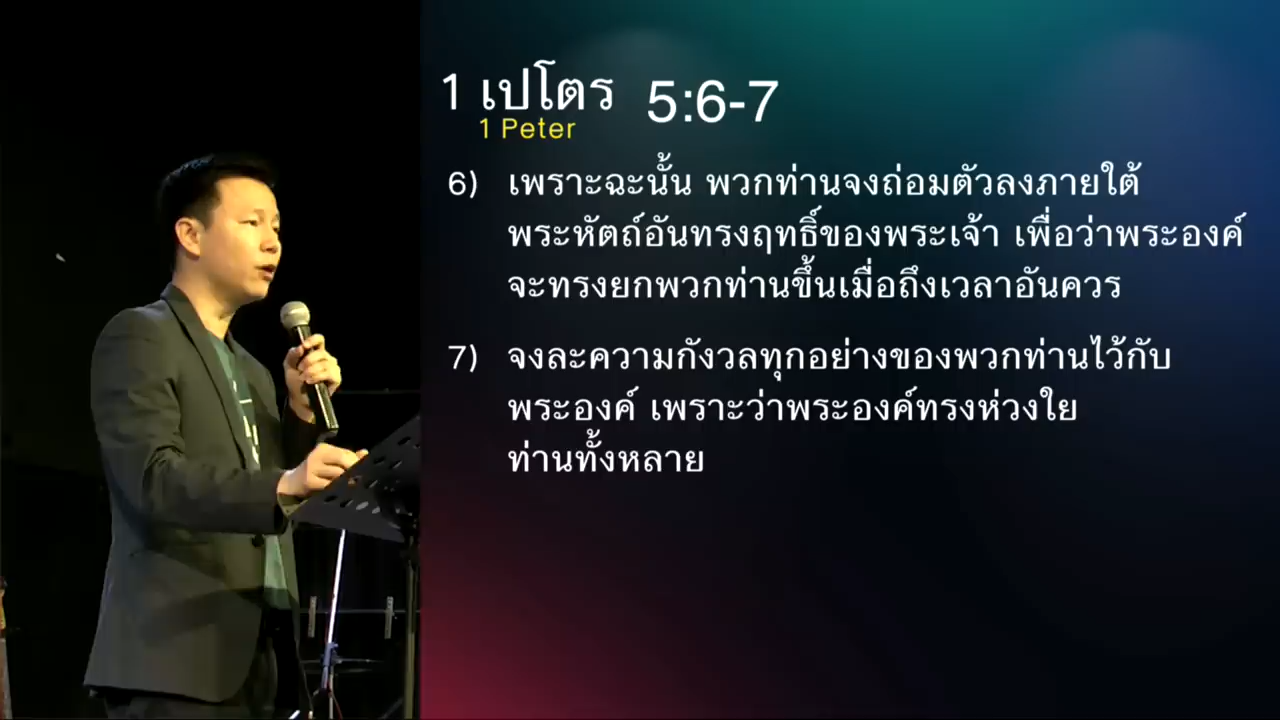 1 เปโตร 5:6-7
1 Peter
6) เพราะฉะนั้น พวกท่านจงถ่อมตัวลงภายใต้
พระหัตถ์อันทรงฤทธิ์ของพระเจ้า เพื่อว่าพระองค์
จะทรงยกพวกท่านขึ้นเมื่อถึงเวลาอันควร
7) จงละความกังวลทุกอย่างของพวกท่านไว้กับ
พระองค์ เพราะว่าพระองค์ทรงห่วงใย
ท่านทั้งหลาย